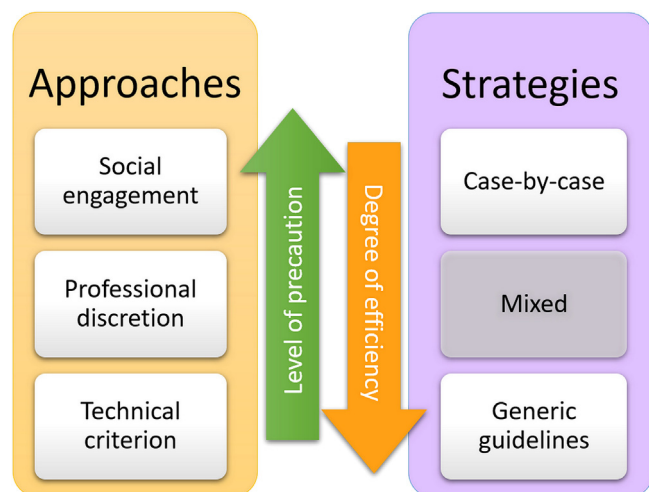 Approaches
Social
engagement
Professional
discretion
Technical
criterion
Level of precaution
Degree of efficiency
Strategies
Case-by-case
Mixed
Generic
guidelines